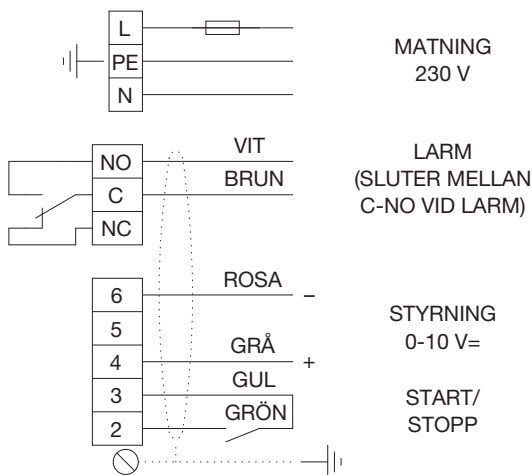 L
PE
N
MATNING
230 V
NO
C
NC
VIT
BRUN
LARM
(SLUTER MELLAN
C-NO VID LARM)
6
5
4
3
2
ROSA
–
GRÅ
+
GUL
GRÖN
STYRNING
0-10 V=
START/
STOPP